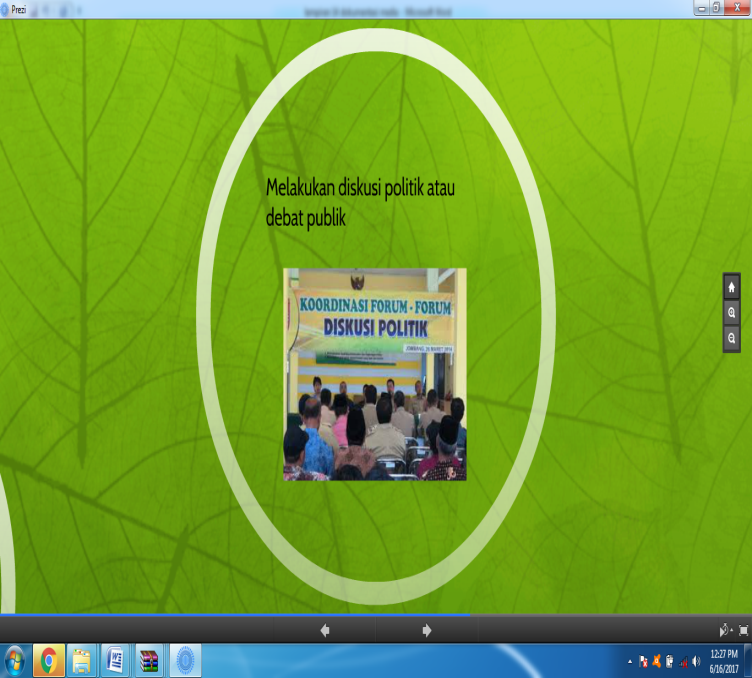 Prezi
Melakukan diskusi politik atau
debat publik
KOORDINASI FORUM - FORUM
DISKUSI POLITIK
12:27 PM
6/16/2017